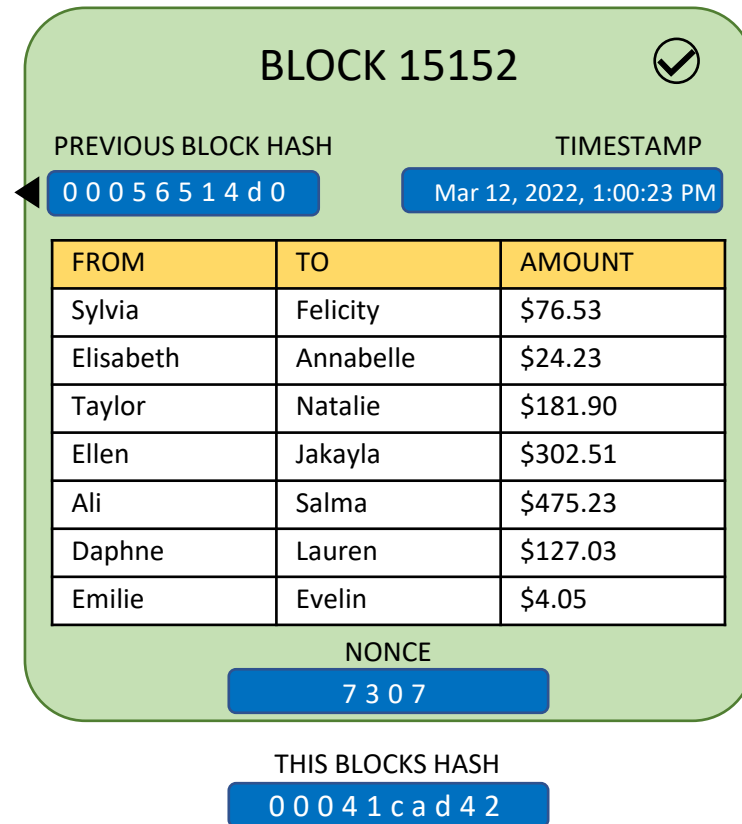 BLOCK 15152
PREVIOUS BLOCK HASH TIMESTAMP
0 0 0 5 6 5 1 4 d 0 Mar 12, 2022, 1:00:23 PM
FROM TO AMOUNT
Sylvia Felicity $76.53
Elisabeth Annabelle $24.23
Taylor Natalie $181.90
Ellen Jakayla $302.51
Ali Salma $475.23
Daphne Lauren $127.03
Emilie Evelin $4.05
NONCE
7 3 0 7
THIS BLOCKS HASH
0 0 0 4 1 c a d 4 2